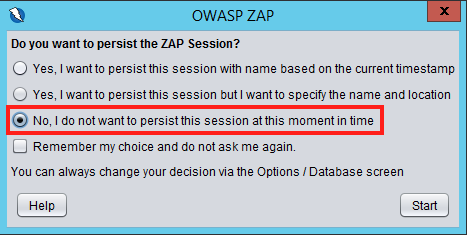 OWASP ZAP
Do you want to persist the ZAP Session?
Yes, I want to persist this session with name based on the current timestamp
Yes, I want to persist this session but I want to specify the name and location
No, I do not want to persist this session at this moment in time
Remember my choice and do not ask me again.
You can always change your decision via the Options / Database screen
Help
Start